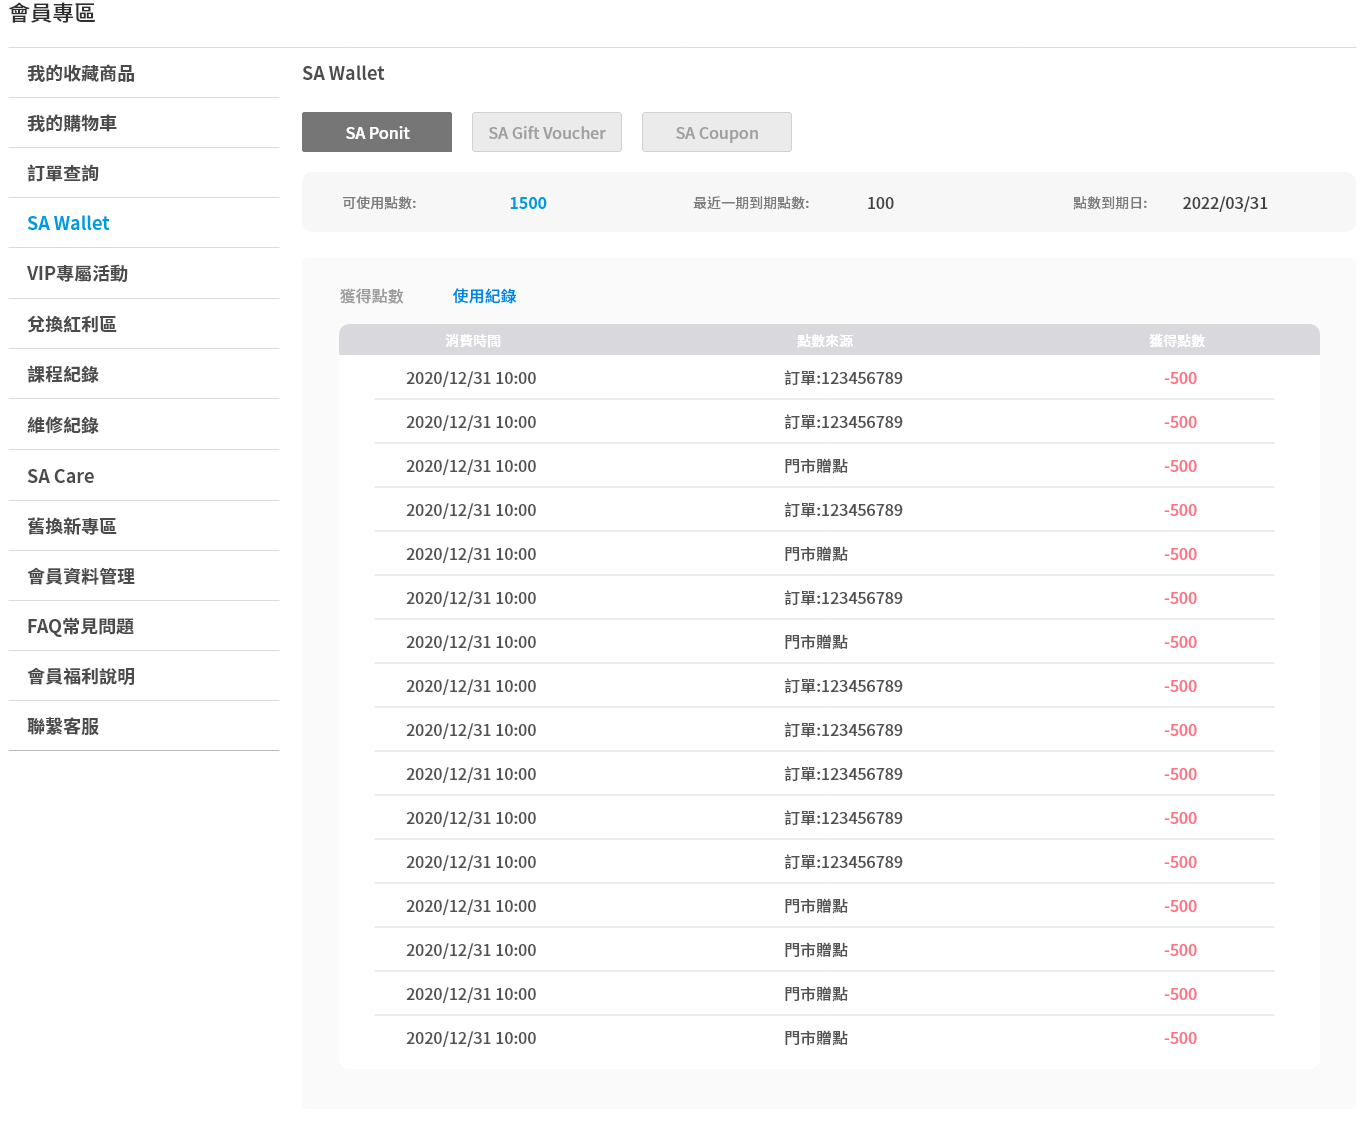 會員專區
我的收藏商品
我的購物車
訂單查詢
SA Wallet
VIP專屬活動
兌換紅利區
課程紀錄
維修紀錄
SA Care
舊換新專區
會員資料管理
FAQ常見問題
會員福利說明
聯繫客服
SA Wallet
SA Ponit SA Gift Voucher SA Coupon
可使用點數: 1500 最近一期到期點數: 100 點數到期日: 2022/03/31
獲得點數 使用紀錄
消費時間 點數來源 獲得點數
2020/12/31 10:00 訂單:123456789 -500
2020/12/31 10:00 訂單:123456789 -500
2020/12/31 10:00 門市贈點 -500
2020/12/31 10:00 訂單:123456789 -500
2020/12/31 10:00 門市贈點 -500
2020/12/31 10:00 訂單:123456789 -500
2020/12/31 10:00 門市贈點 -500
2020/12/31 10:00 訂單:123456789 -500
2020/12/31 10:00 訂單:123456789 -500
2020/12/31 10:00 訂單:123456789 -500
2020/12/31 10:00 訂單:123456789 -500
2020/12/31 10:00 訂單:123456789 -500
2020/12/31 10:00 門市贈點 -500
2020/12/31 10:00 門市贈點 -500
2020/12/31 10:00 門市贈點 -500
2020/12/31 10:00 門市贈點 -500